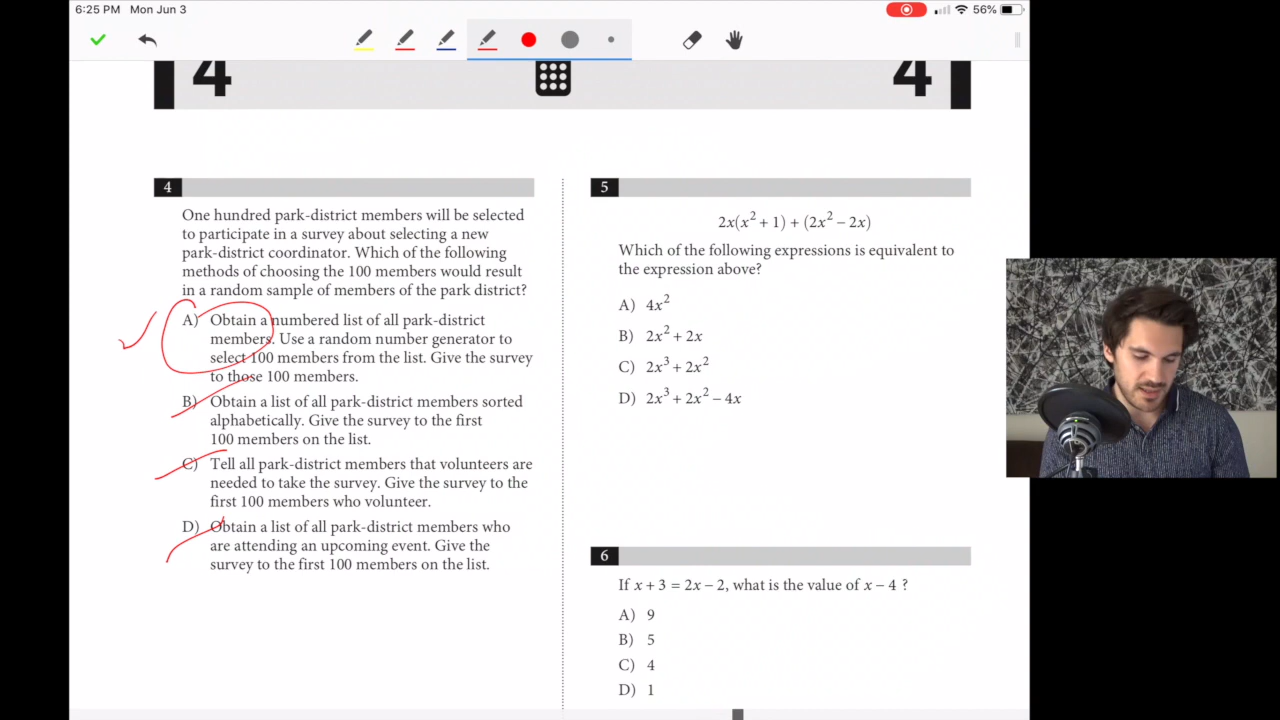 6:25 PM Mon Jun 3
56%
4
4
4
One hundred park-district members will be selected
to participate in a survey about selecting a new
park-district coordinator. Which of the following
methods of choosing the 100 members would result
in a random sample of members of the park district?
A) Obtain a numbered list of all park-district
members. Use a random number generator to
select 100 members from the list. Give the survey
to those 100 members.
B) Obtain a list of all park-district members sorted
alphabetically. Give the survey to the first
100 members on the list.
C) Tell all park-district members that volunteers are
needed to take the survey. Give the survey to the
first 100 members who volunteer.
D) Obtain a list of all park-district members who
are attending an upcoming event. Give the
survey to the first 100 members on the list.
5
2x(x² + 1) + (2x² − 2x)
Which of the following expressions is equivalent to
the expression above?
A) 4x²
B) 2x² + 2x
C) 2x³ + 2x²
D) 2x³ + 2x² − 4x
6
If x + 3 = 2x − 2, what is the value of x − 4 ?
A) 9
B) 5
C) 4
D) 1